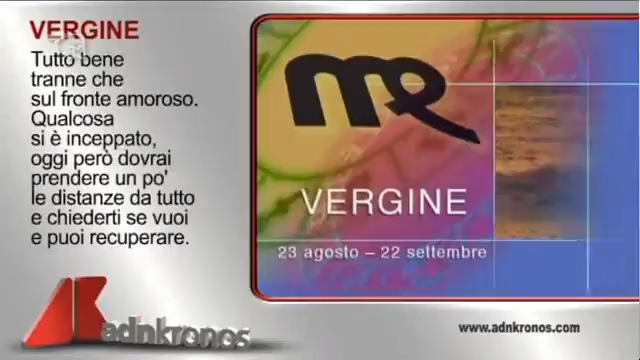 VERGINE
Tutto bene
tranne che
sul fronte amoroso.
Qualcosa
si è inceppato,
oggi però dovrai
prendere un po'
le distanze da tutto
e chiederti se vuoi
e puoi recuperare.
VERGINE
23 agosto – 22 settembre
adnkronos
www.adnkronos.com